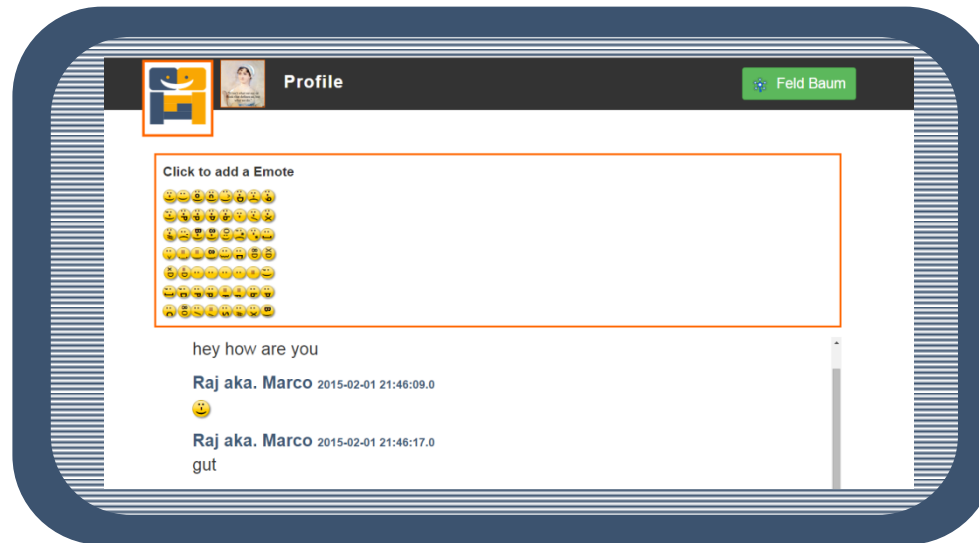 Profile
Feld Baum
Click to add a Emote
hey how are you
Raj aka. Marco 2015-02-01 21:46:09.0
Raj aka. Marco 2015-02-01 21:46:17.0
gut